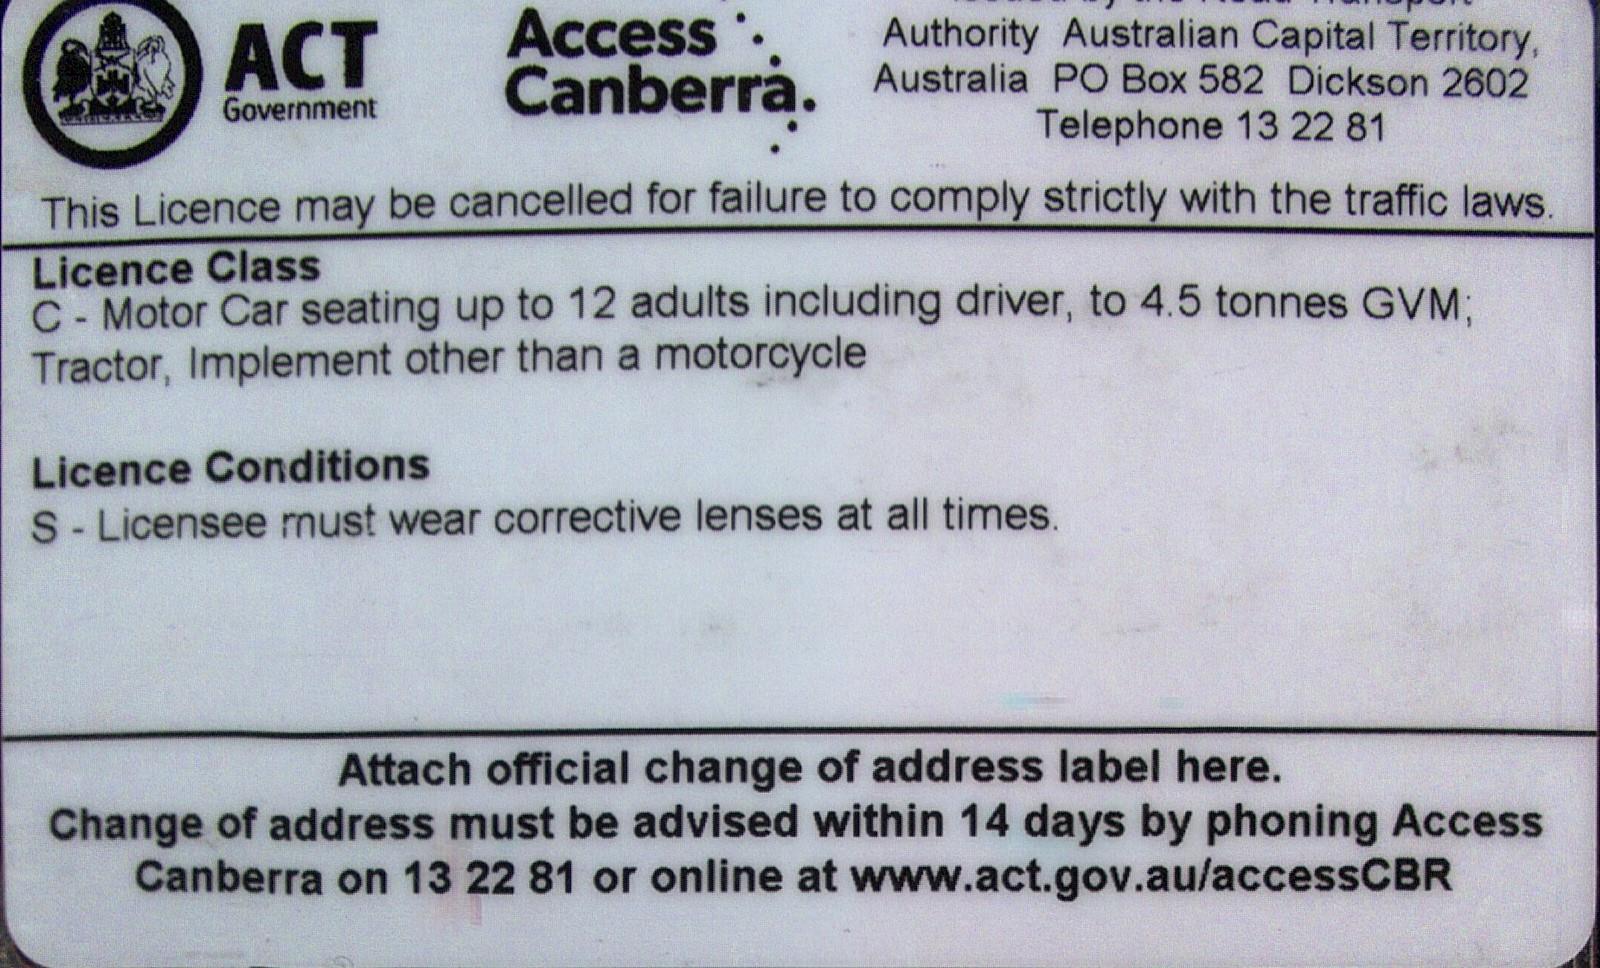 ACT
Government
Access
Canberra.
Issued by the Road Transport
Authority Australian Capital Territory,
Australia PO Box 582 Dickson 2602
Telephone 13 22 81
This Licence may be cancelled for failure to comply strictly with the traffic laws.
Licence Class
C - Motor Car seating up to 12 adults including driver, to 4.5 tonnes GVM;
Tractor, Implement other than a motorcycle
Licence Conditions
S - Licensee must wear corrective lenses at all times.
Attach official change of address label here.
Change of address must be advised within 14 days by phoning Access
Canberra on 13 22 81 or online at www.act.gov.au/accessCBR